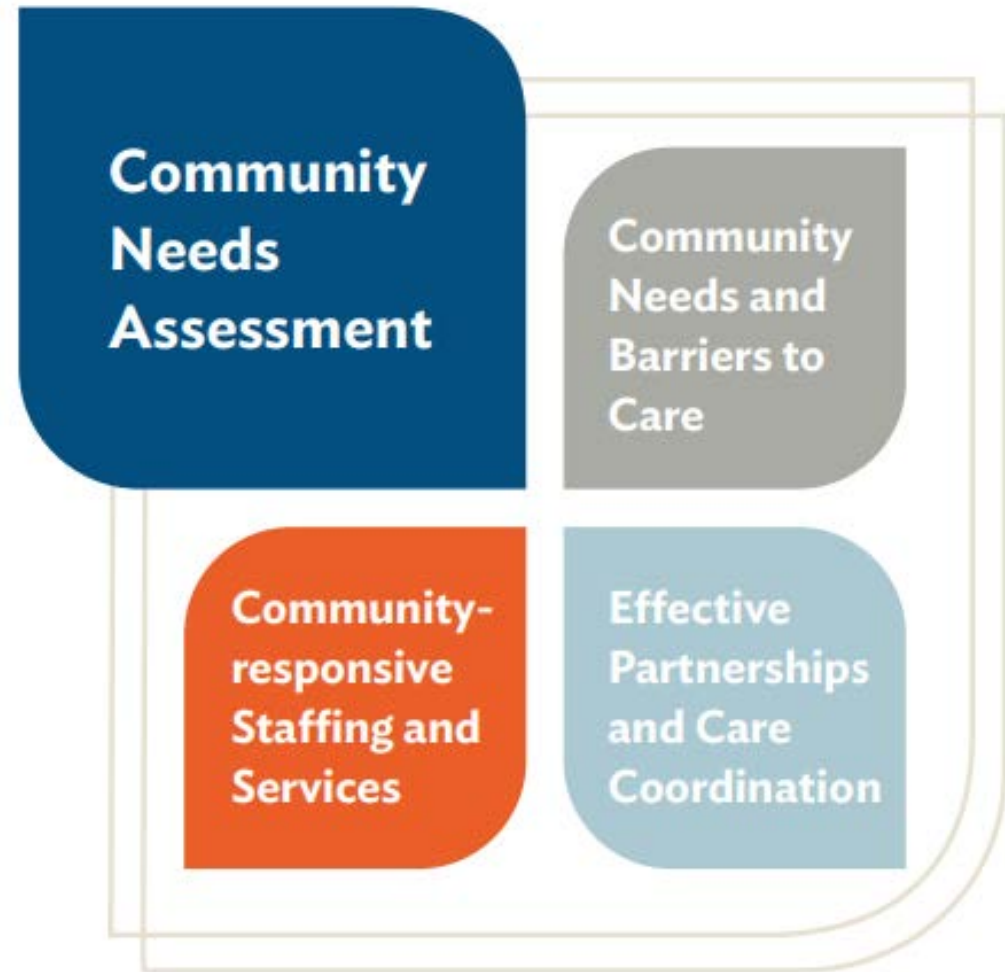 Community
Needs
Assessment
Community
Needs and
Barriers to
Care
Community-
responsive
Staffing and
Services
Effective
Partnerships
and Care
Coordination